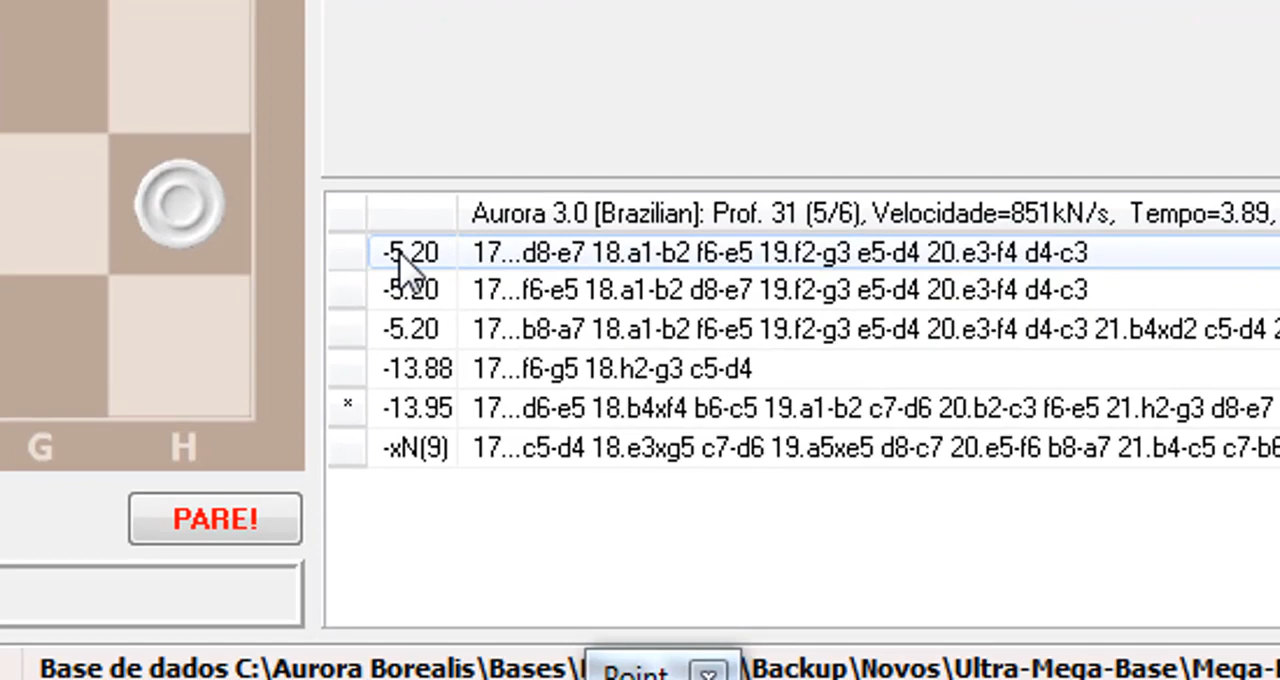 Aurora 3.0 [Brazilian]: Prof. 31 (5/6), Velocidade=851kN/s, Tempo=3.89,
-5.20 17...d8-e7 18.a1-b2 f6-e5 19.f2-g3 e5-d4 20.e3-f4 d4-c3
-5.20 17...f6-e5 18.a1-b2 d8-e7 19.f2-g3 e5-d4 20.e3-f4 d4-c3
-5.20 17...b8-a7 18.a1-b2 f6-e5 19.f2-g3 e5-d4 20.e3-f4 d4-c3 21.b4xd2 c5-d4
-13.88 17...f6-g5 18.h2-g3 c5-d4
* -13.95 17...d6-e5 18.b4xf4 b6-c5 19.a1-b2 c7-d6 20.b2-c3 f6-e5 21.h2-g3 d8-e7
-xN(9) 17...c5-d4 18.e3xg5 c7-d6 19.a5xe5 d8-c7 20.e5-f6 b8-a7 21.b4-c5 c7-b6
G H
PARE!
Base de dados C:\Aurora Borealis\Bases\ Point \Backup\Novos\Ultra-Mega-Base\Mega-